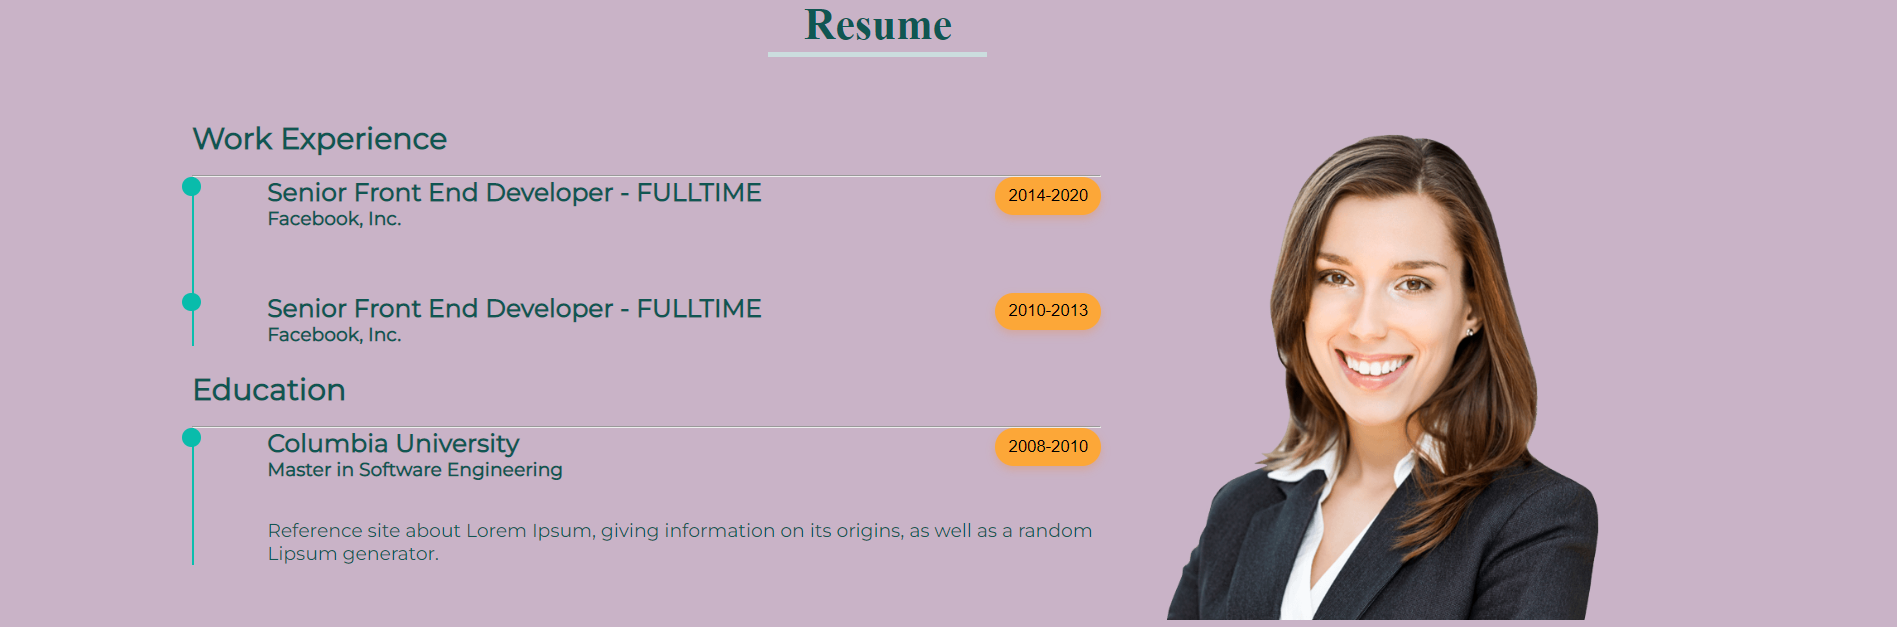 Resume
Work Experience
Senior Front End Developer - FULLTIME
2014-2020
Facebook, Inc.
Senior Front End Developer - FULLTIME
2010-2013
Facebook, Inc.
Education
Columbia University
2008-2010
Master in Software Engineering
Reference site about Lorem Ipsum, giving information on its origins, as well as a random
Lipsum generator.